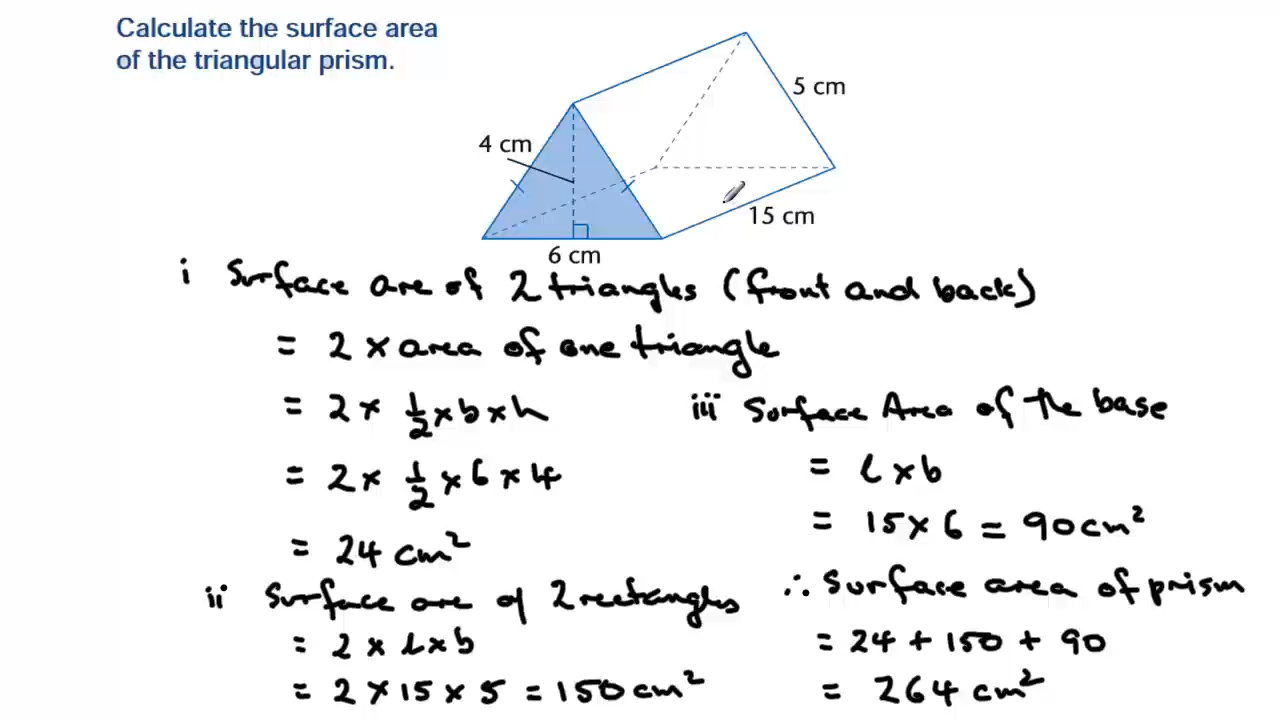 Calculate the surface area
of the triangular prism.
5 cm
4 cm
15 cm
6 cm
i Surface are of 2 triangles (front and back)
= 2 × area of one triangle
= 2 × 1/2 × b × h
= 2 × 1/2 × 6 × 4
= 24 cm²
ii Surface are of 2 rectangles
= 2 × l × b
= 2 × 15 × 5 = 150 cm²
iii Surface Area of the base
= l × b
= 15 × 6 = 90 cm²
∴ Surface area of prism
= 24 + 150 + 90
= 264 cm²